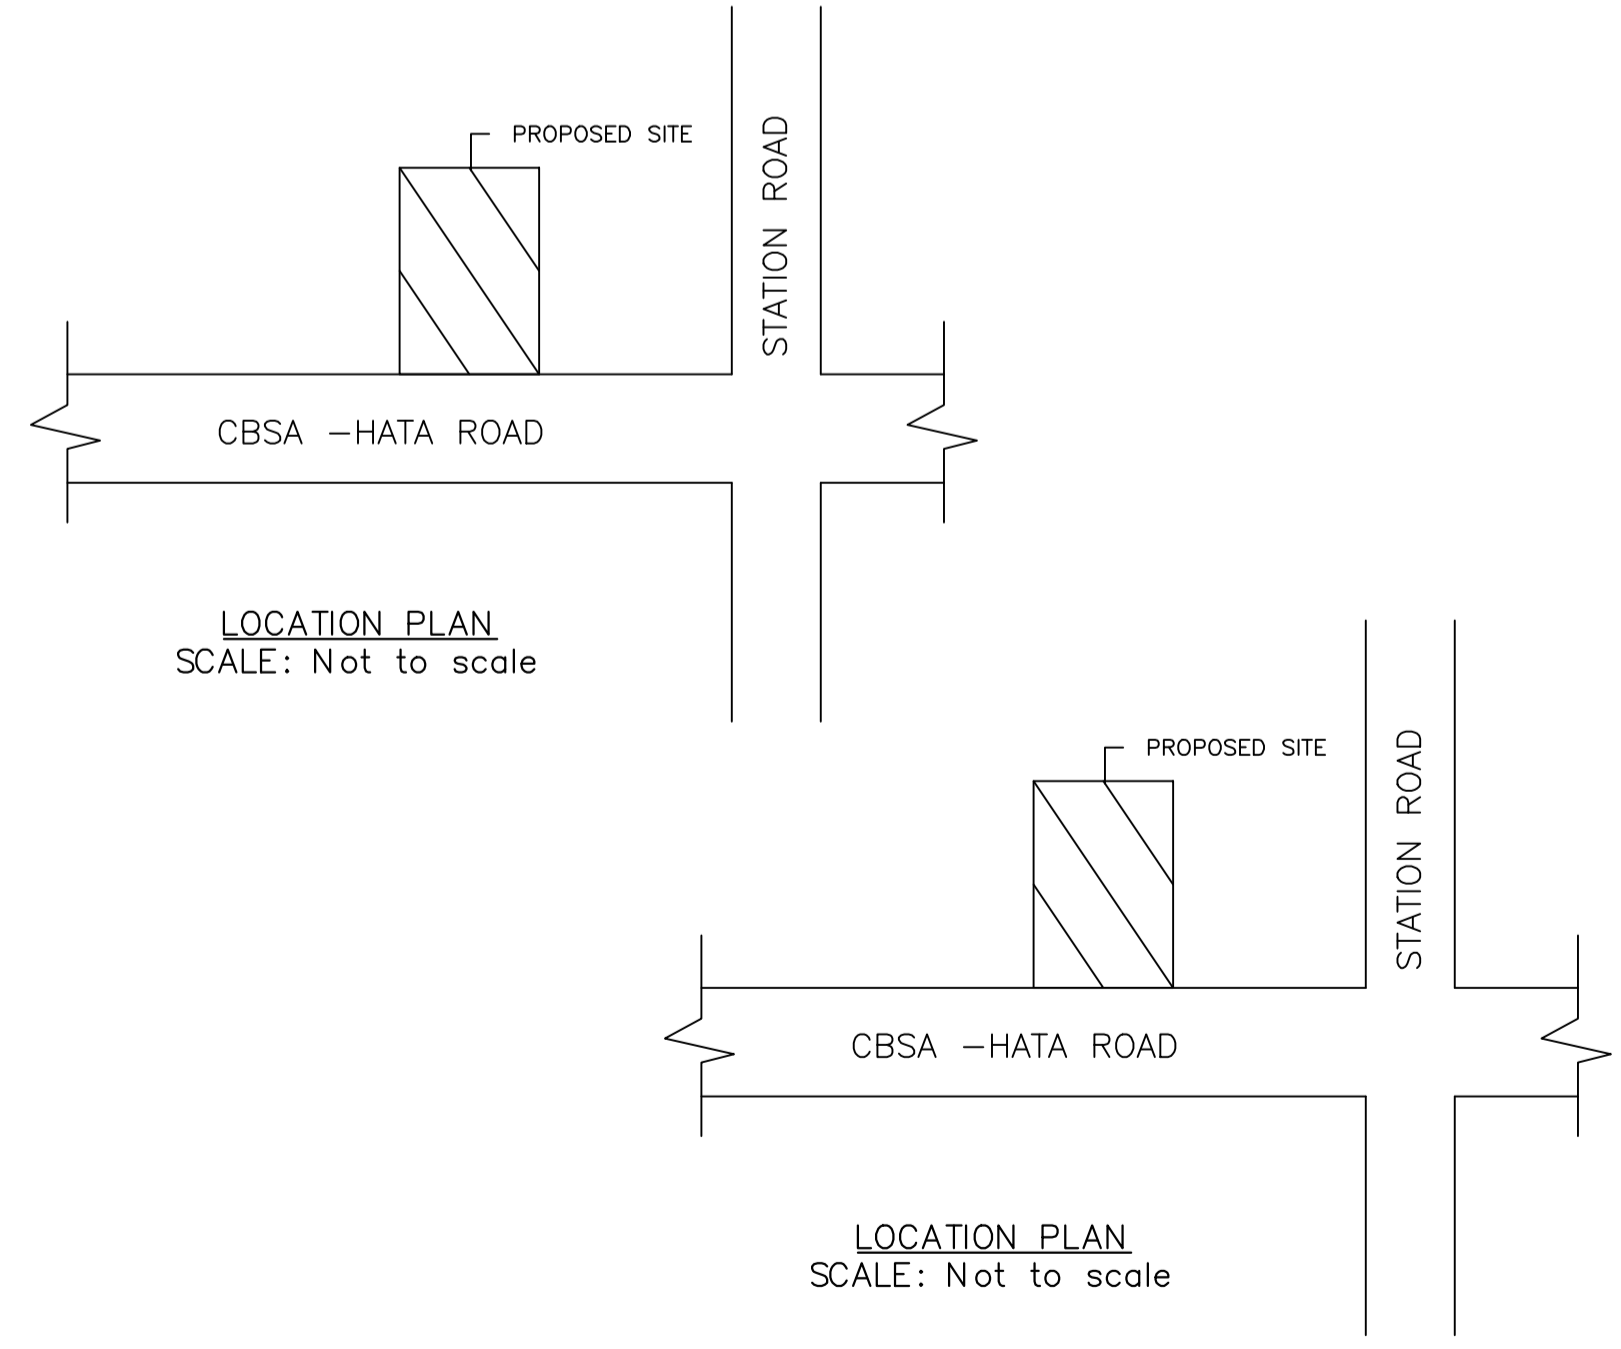 PROPOSED SITE
STATION ROAD
CBSA -HATA ROAD
LOCATION PLAN
SCALE: Not to scale
PROPOSED SITE
STATION ROAD
CBSA -HATA ROAD
LOCATION PLAN
SCALE: Not to scale